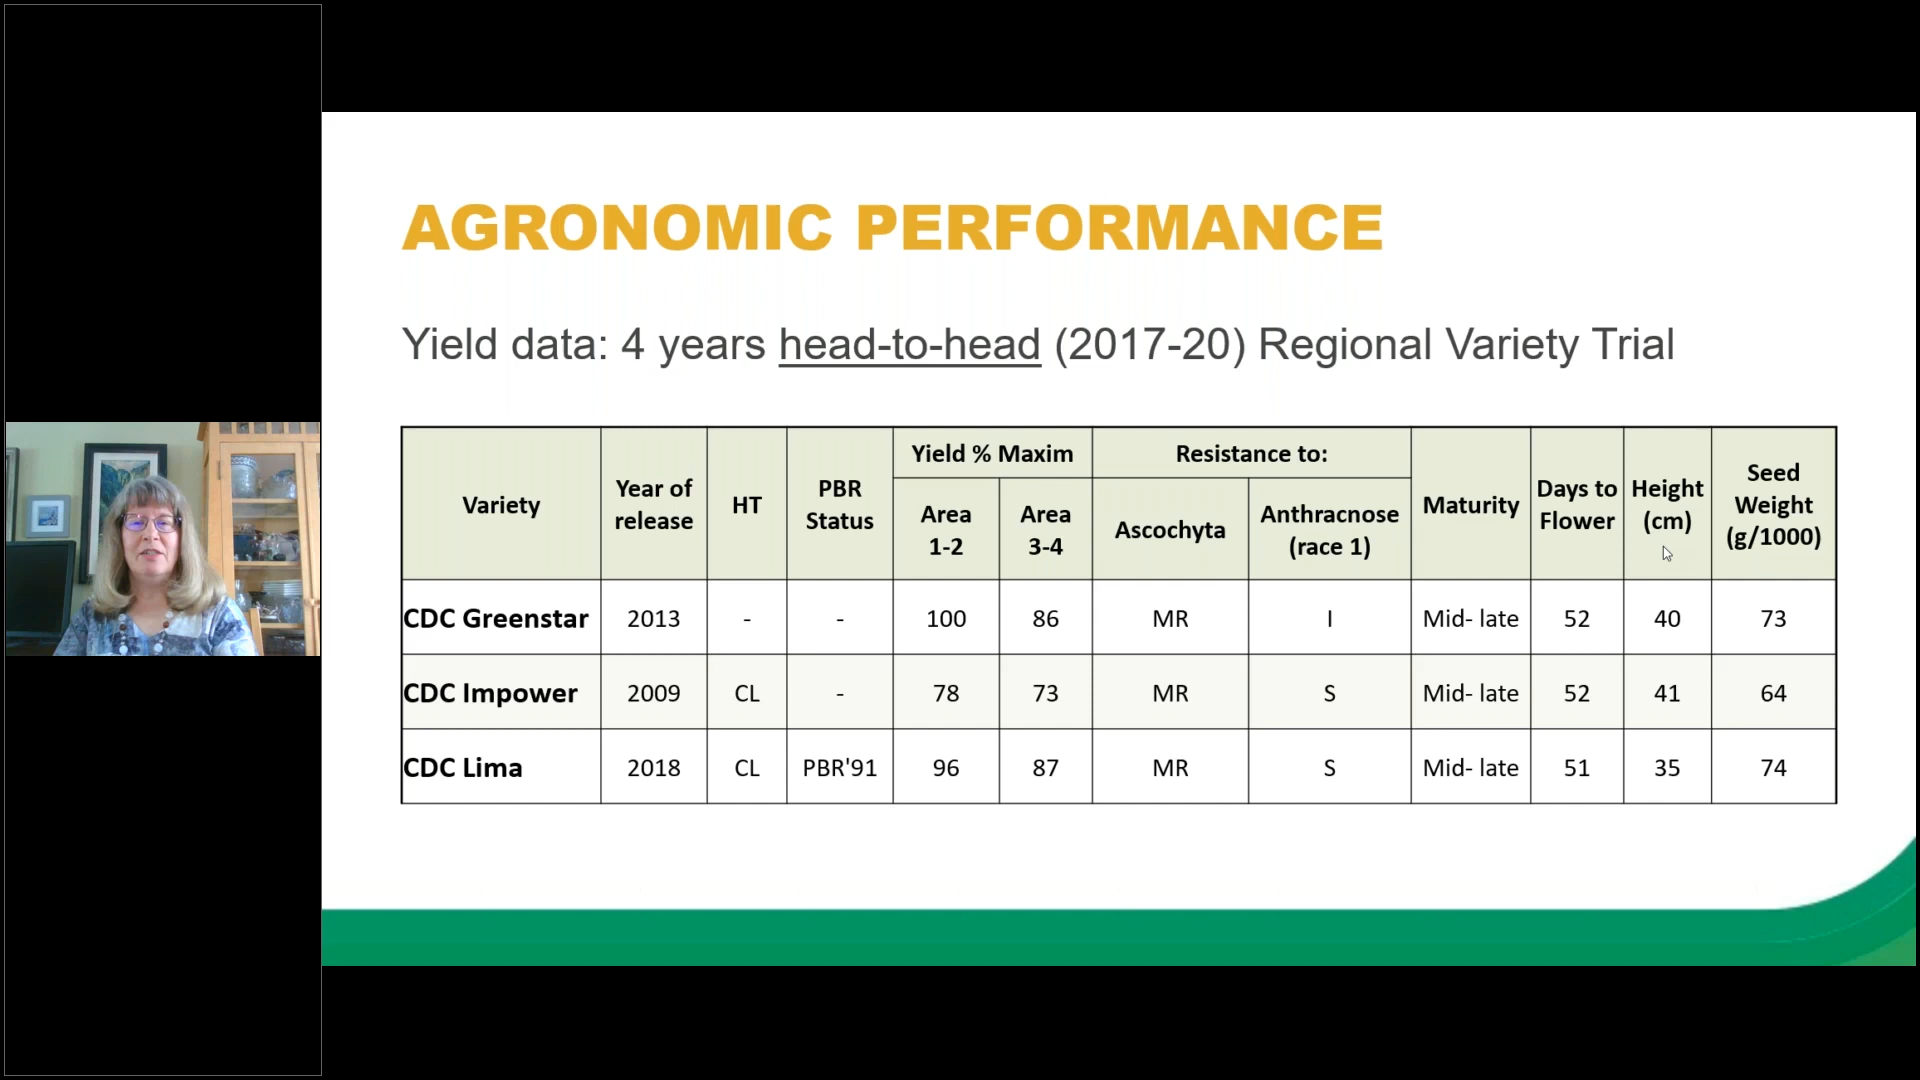 AGRONOMIC PERFORMANCE
Yield data: 4 years head-to-head (2017-20) Regional Variety Trial
Variety Year of release HT PBR Status Yield % Maxim Resistance to: Maturity Days to Flower Height (cm) Seed Weight (g/1000)
Area 1-2 Area 3-4 Ascochyta Anthracnose (race 1)
CDC Greenstar 2013 - - 100 86 MR I Mid- late 52 40 73
CDC Impower 2009 CL - 78 73 MR S Mid- late 52 41 64
CDC Lima 2018 CL PBR'91 96 87 MR S Mid- late 51 35 74